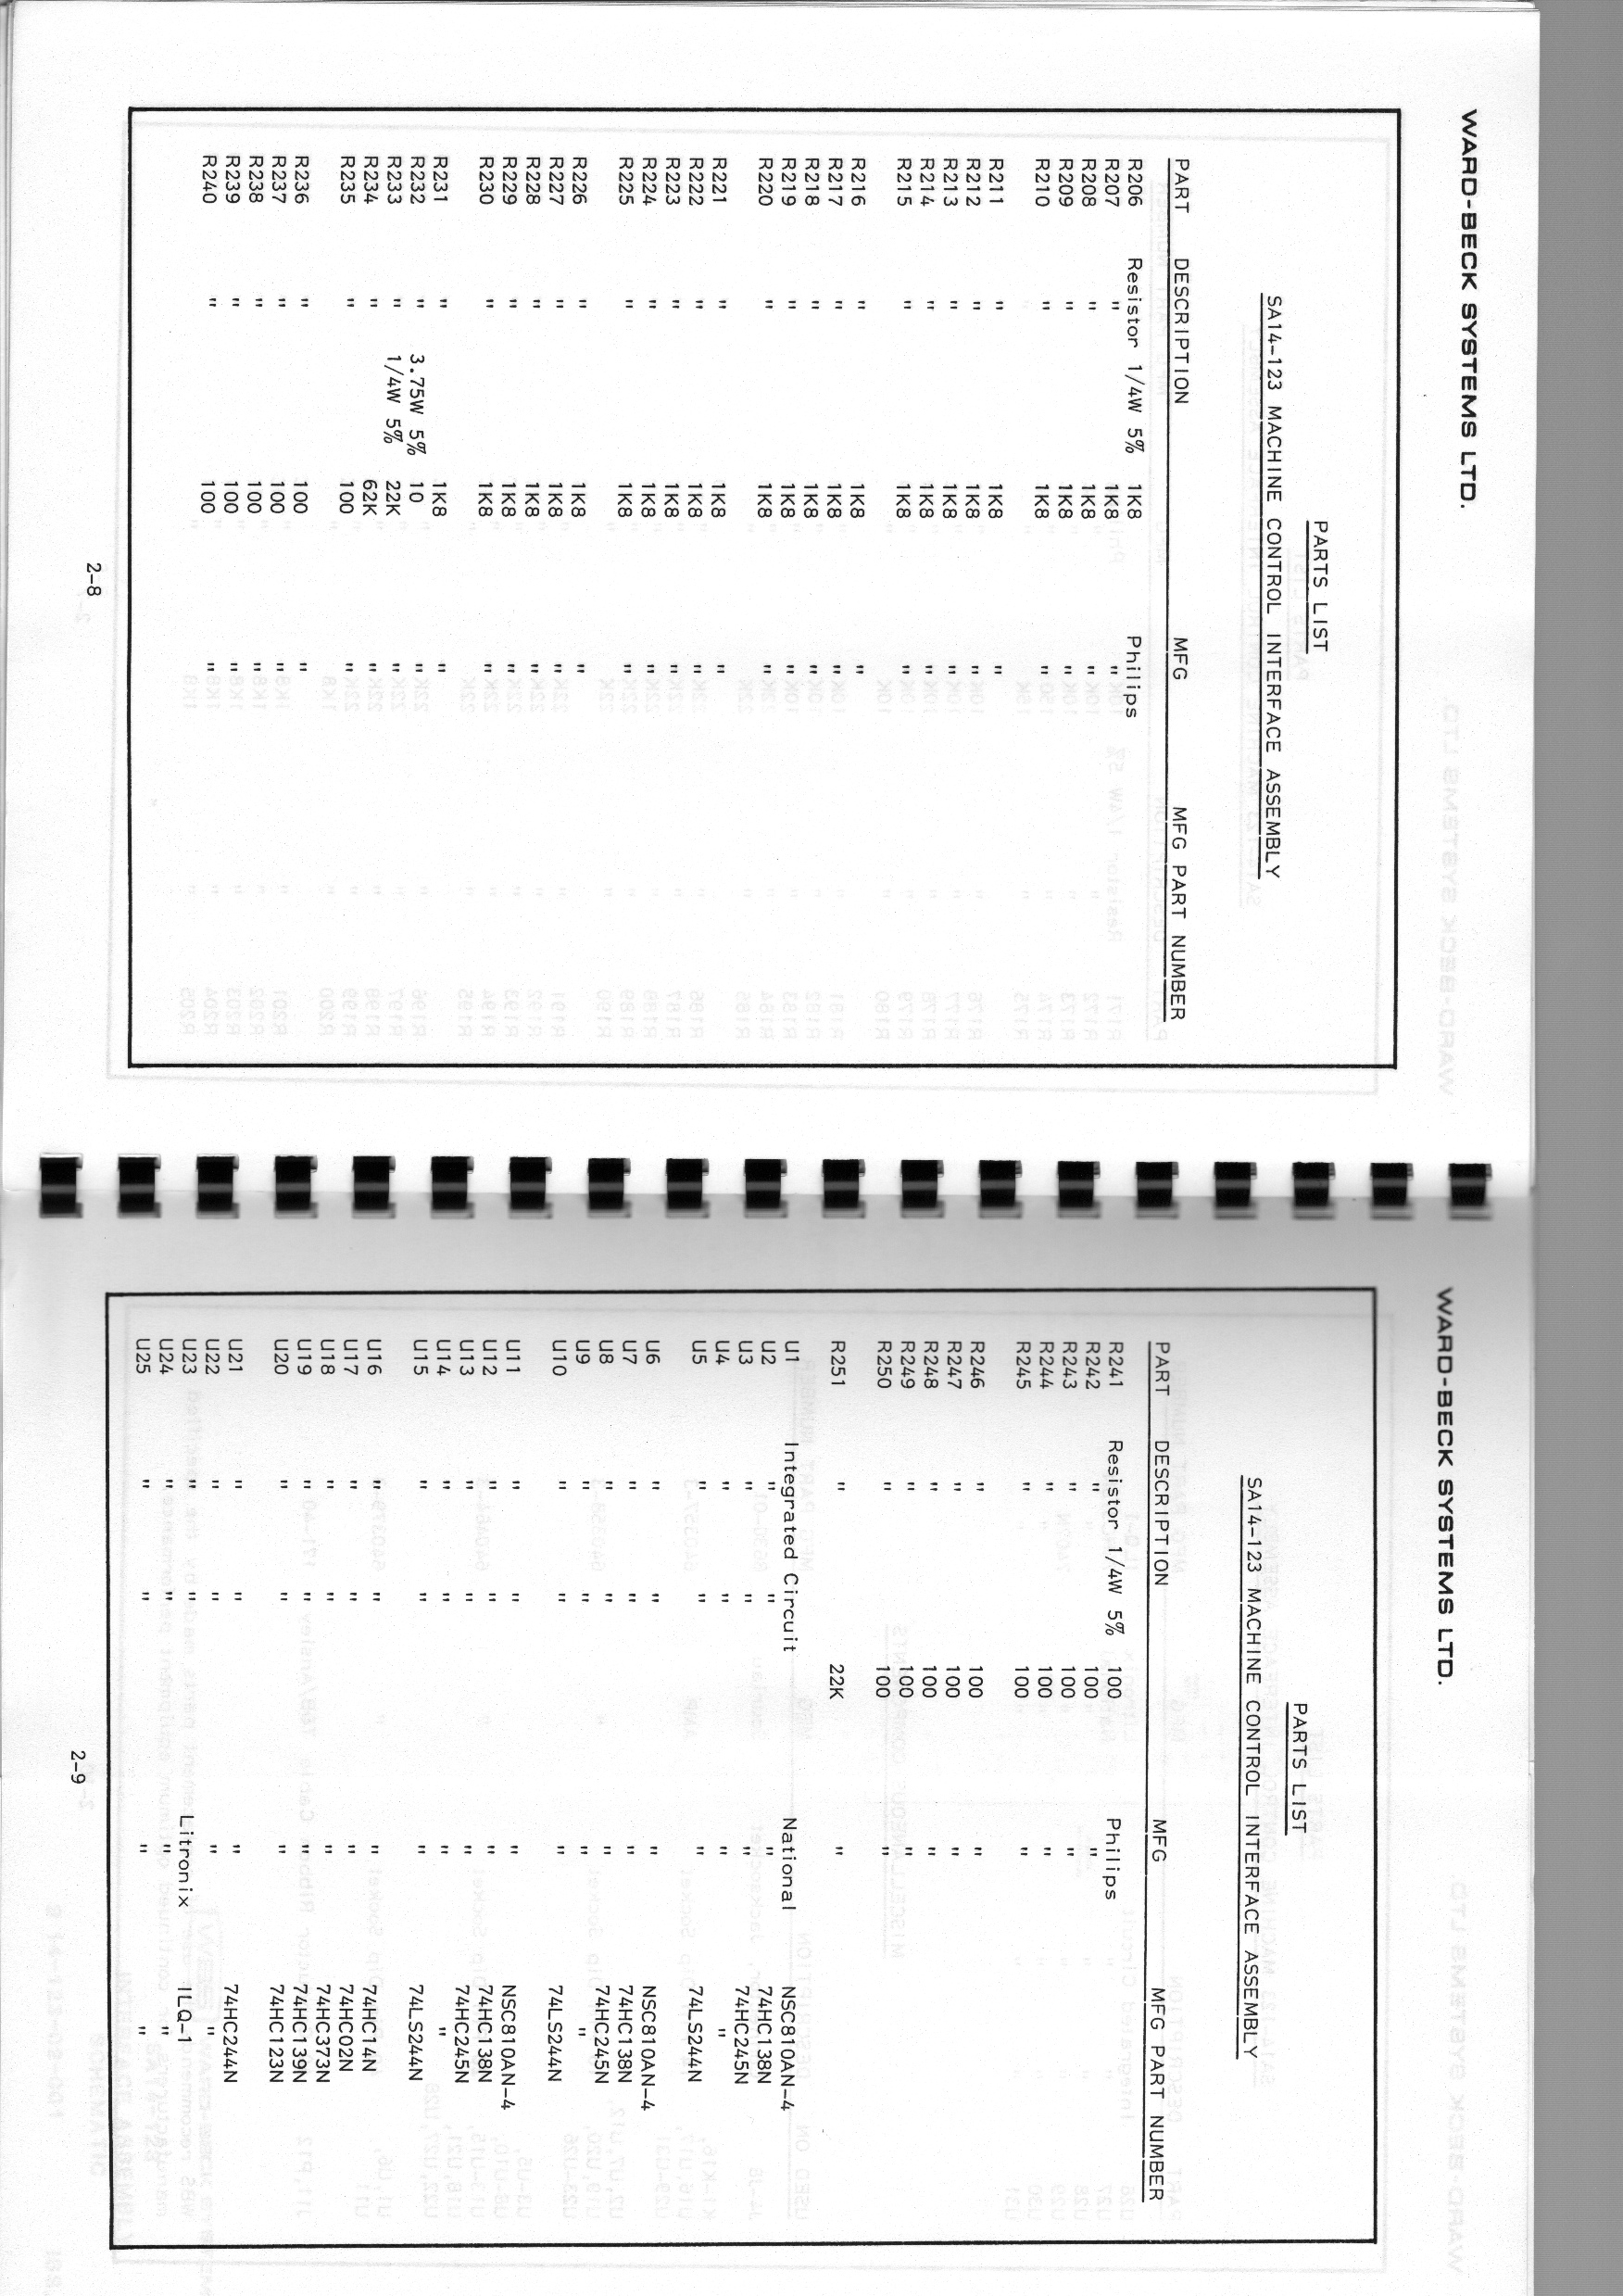 WARD-BECK SYSTEMS LTD.
PARTS LIST
SA14-123 MACHINE CONTROL INTERFACE ASSEMBLY
PART DESCRIPTION MFG MFG PART NUMBER
R206 Resistor 1/4W 5% 1K8 Philips
R207 " 1K8 "
R208 " 1K8 "
R209 " 1K8 "
R210 " 1K8 "
R211 " 1K8 "
R212 " 1K8 "
R213 " 1K8 "
R214 " 1K8 "
R215 " 1K8 "
R216 " 1K8 "
R217 " 1K8 "
R218 " 1K8 "
R219 " 1K8 "
R220 " 1K8 "
R221 " 1K8 "
R222 " 1K8 "
R223 " 1K8 "
R224 " 1K8 "
R225 " 1K8 "
R226 " 1K8 "
R227 " 1K8 "
R228 " 1K8 "
R229 " 1K8 "
R230 " 1K8 "
R231 " 1K8 "
R232 " 3.75W 5% 10 "
R233 " 1/4W 5% 22K "
R234 " 62K "
R235 " 100 "
R236 " 100 "
R237 " 100 "
R238 " 100 "
R239 " 100 "
R240 " 100 "
2-8
WARD-BECK SYSTEMS LTD.
PARTS LIST
SA14-123 MACHINE CONTROL INTERFACE ASSEMBLY
PART DESCRIPTION MFG MFG PART NUMBER
R241 Resistor 1/4W 5% 100 Philips
R242 " 100 "
R243 " 100 "
R244 " 100 "
R245 " 100 "
R246 " 100 "
R247 " 100 "
R248 " 100 "
R249 " 100 "
R250 " 100 "
R251 " 22K "
U1 Integrated Circuit National NSC810AN-4
U2 " " " 74HC138N
U3 " " " 74HC245N
U4 " " " "
U5 " " " 74LS244N
U6 " " " NSC810AN-4
U7 " " " 74HC138N
U8 " " " 74HC245N
U9 " " " "
U10 " " " 74LS244N
U11 " " " NSC810AN-4
U12 " " " 74HC138N
U13 " " " 74HC245N
U14 " " " "
U15 " " " 74LS244N
U16 " " " 74HC14N
U17 " " " 74HC02N
U18 " " " 74HC373N
U19 " " " 74HC139N
U20 " " " 74HC123N
U21 " " " 74HC244N
U22 " " " "
U23 " " Litronix ILQ-1
U24 " " " "
U25 " " " "
2-9